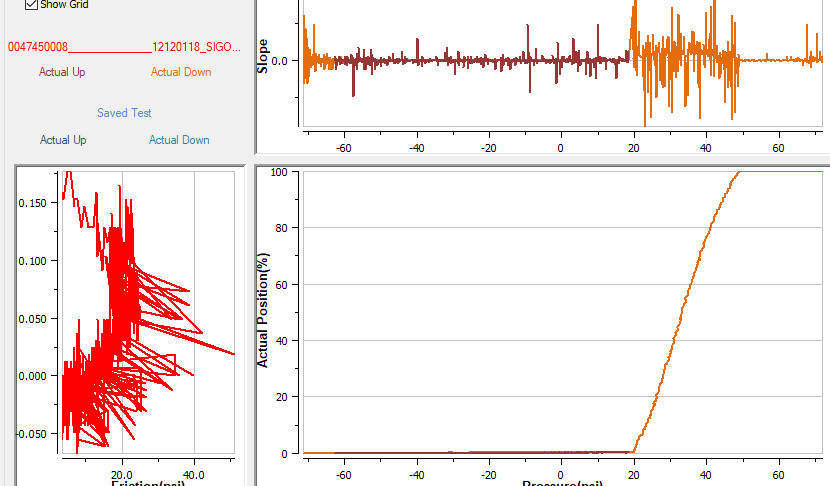 Show Grid
0047450008________________12120118_SIGO...
Actual Up Actual Down
Saved Test
Actual Up Actual Down
Slope
0.0
-60 -40 -20 0 20 40 60
0.150
0.100
0.050
0.000
-0.050
20.0 40.0
Friction(psi)
Actual Position(%)
100
80
60
40
20
0
-60 -40 -20 0 20 40 60
Pressure(psi)